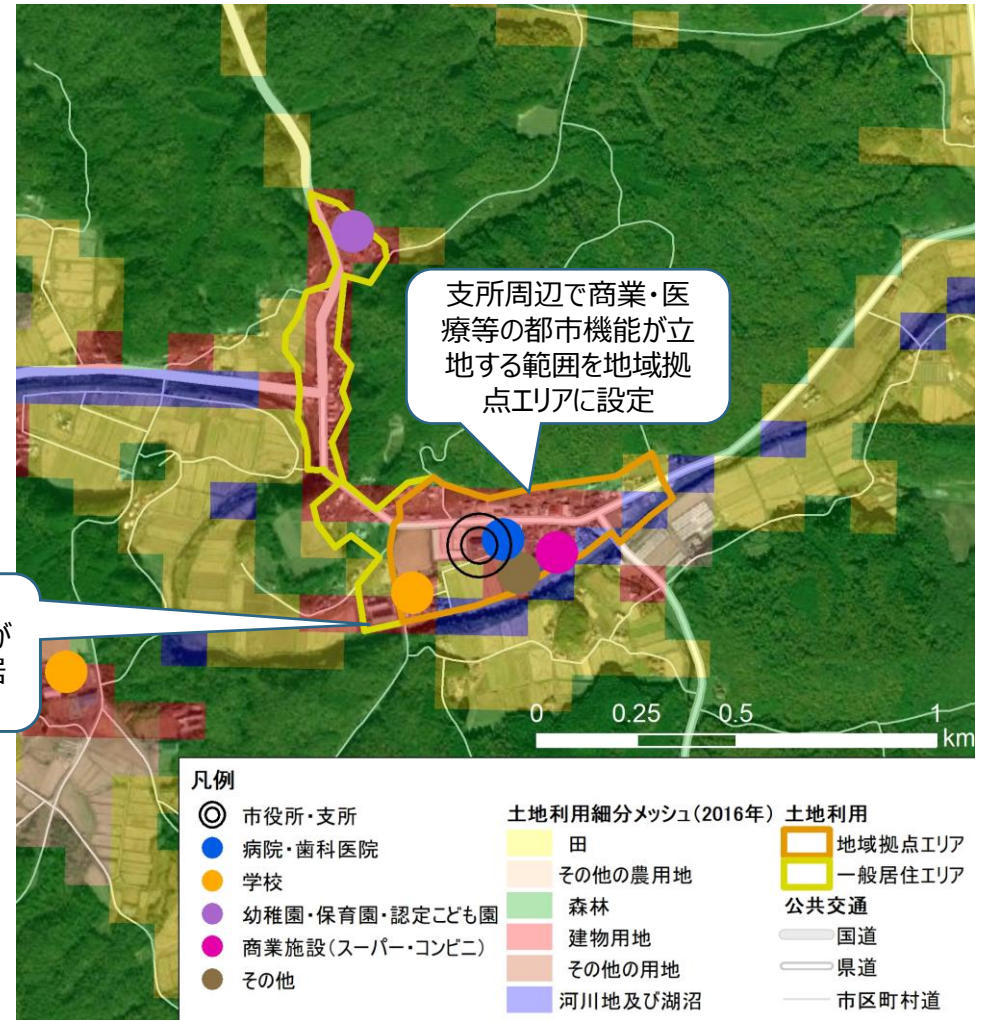 支所周辺で商業・医
療等の都市機能が立
地する範囲を地域拠
点エリアに設定
が
居
0 0.25 0.5 1
km
凡例
市役所・支所
病院・歯科医院
学校
幼稚園・保育園・認定こども園
商業施設(スーパー・コンビニ)
その他
土地利用細分メッシュ(2016年)
田
その他の農用地
森林
建物用地
その他の用地
河川地及び湖沼
土地利用
地域拠点エリア
一般居住エリア
公共交通
国道
県道
市区町村道